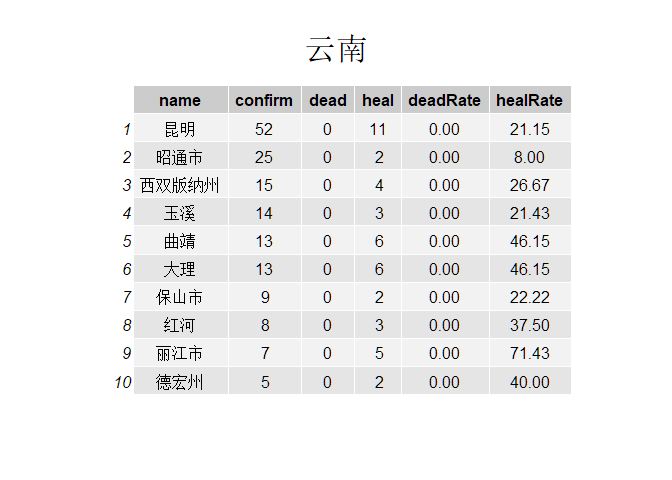 云南
name confirm dead heal deadRate healRate
1 昆明 52 0 11 0.00 21.15
2 昭通市 25 0 2 0.00 8.00
3 西双版纳州 15 0 4 0.00 26.67
4 玉溪 14 0 3 0.00 21.43
5 曲靖 13 0 6 0.00 46.15
6 大理 13 0 6 0.00 46.15
7 保山市 9 0 2 0.00 22.22
8 红河 8 0 3 0.00 37.50
9 丽江市 7 0 5 0.00 71.43
10 德宏州 5 0 2 0.00 40.00